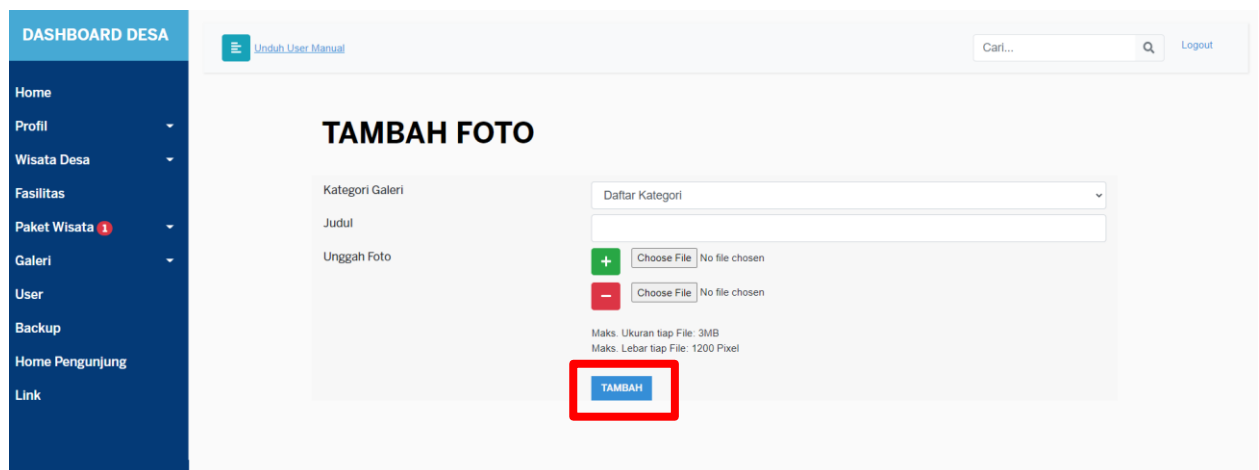 DASHBOARD DESA
Unduh User Manual
Cari...
Logout
Home
Profil
Wisata Desa
Fasilitas
Paket Wisata 1
Galeri
User
Backup
Home Pengunjung
Link
TAMBAH FOTO
Kategori Galeri
Daftar Kategori
Judul
Unggah Foto
+ Choose File No file chosen
− Choose File No file chosen
Maks. Ukuran tiap File: 3MB
Maks. Lebar tiap File: 1200 Pixel
TAMBAH